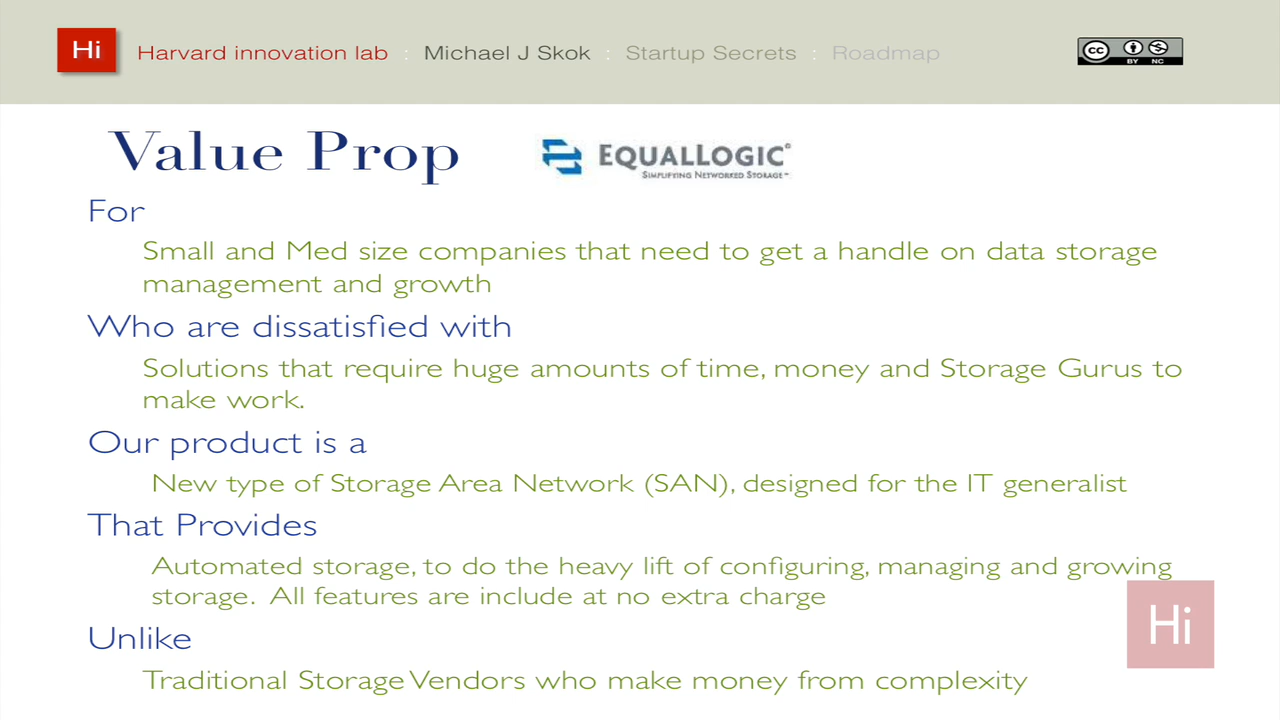 Hi Harvard innovation lab : Michael J Skok : Startup Secrets : Roadmap
CC BY NC
Value Prop
EQUALLOGIC
SIMPLIFYING NETWORKED STORAGE
For
Small and Med size companies that need to get a handle on data storage
management and growth
Who are dissatisfied with
Solutions that require huge amounts of time, money and Storage Gurus to
make work.
Our product is a
New type of Storage Area Network (SAN), designed for the IT generalist
That Provides
Automated storage, to do the heavy lift of configuring, managing and growing
storage. All features are include at no extra charge
Hi
Unlike
Traditional Storage Vendors who make money from complexity